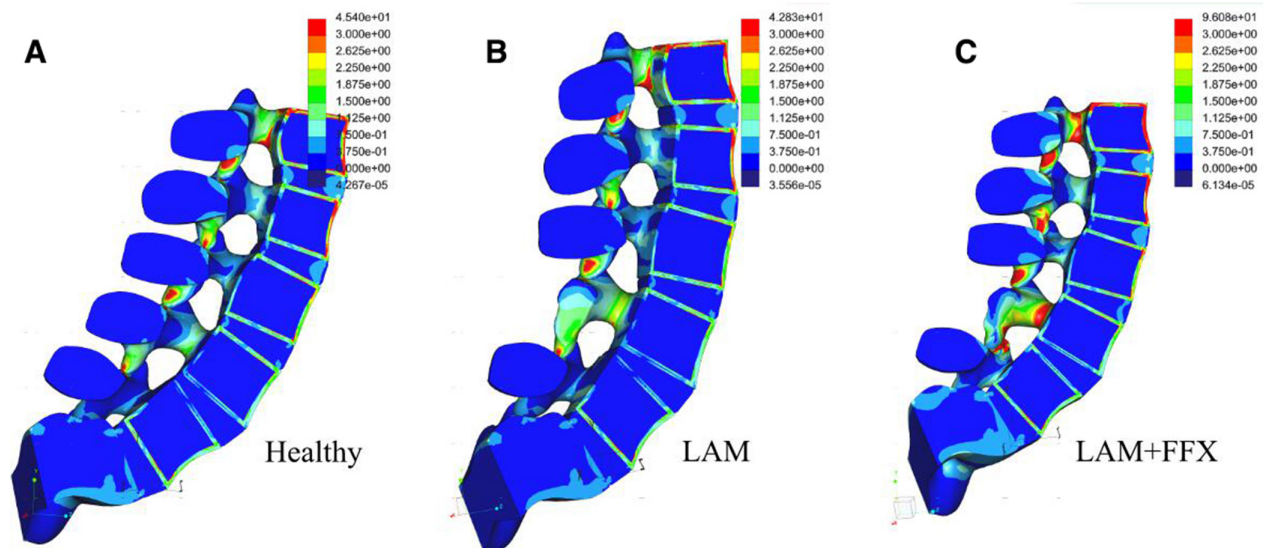 A
4.540e+01
3.000e+00
2.625e+00
2.250e+00
1.875e+00
1.500e+00
1.125e+00
7.500e-01
3.750e-01
0.000e+00
4.267e-05
Healthy
B
4.283e+01
3.000e+00
2.625e+00
2.250e+00
1.875e+00
1.500e+00
1.125e+00
7.500e-01
3.750e-01
0.000e+00
3.556e-05
LAM
C
9.608e+01
3.000e+00
2.625e+00
2.250e+00
1.875e+00
1.500e+00
1.125e+00
7.500e-01
3.750e-01
0.000e+00
6.134e-05
LAM+FFX